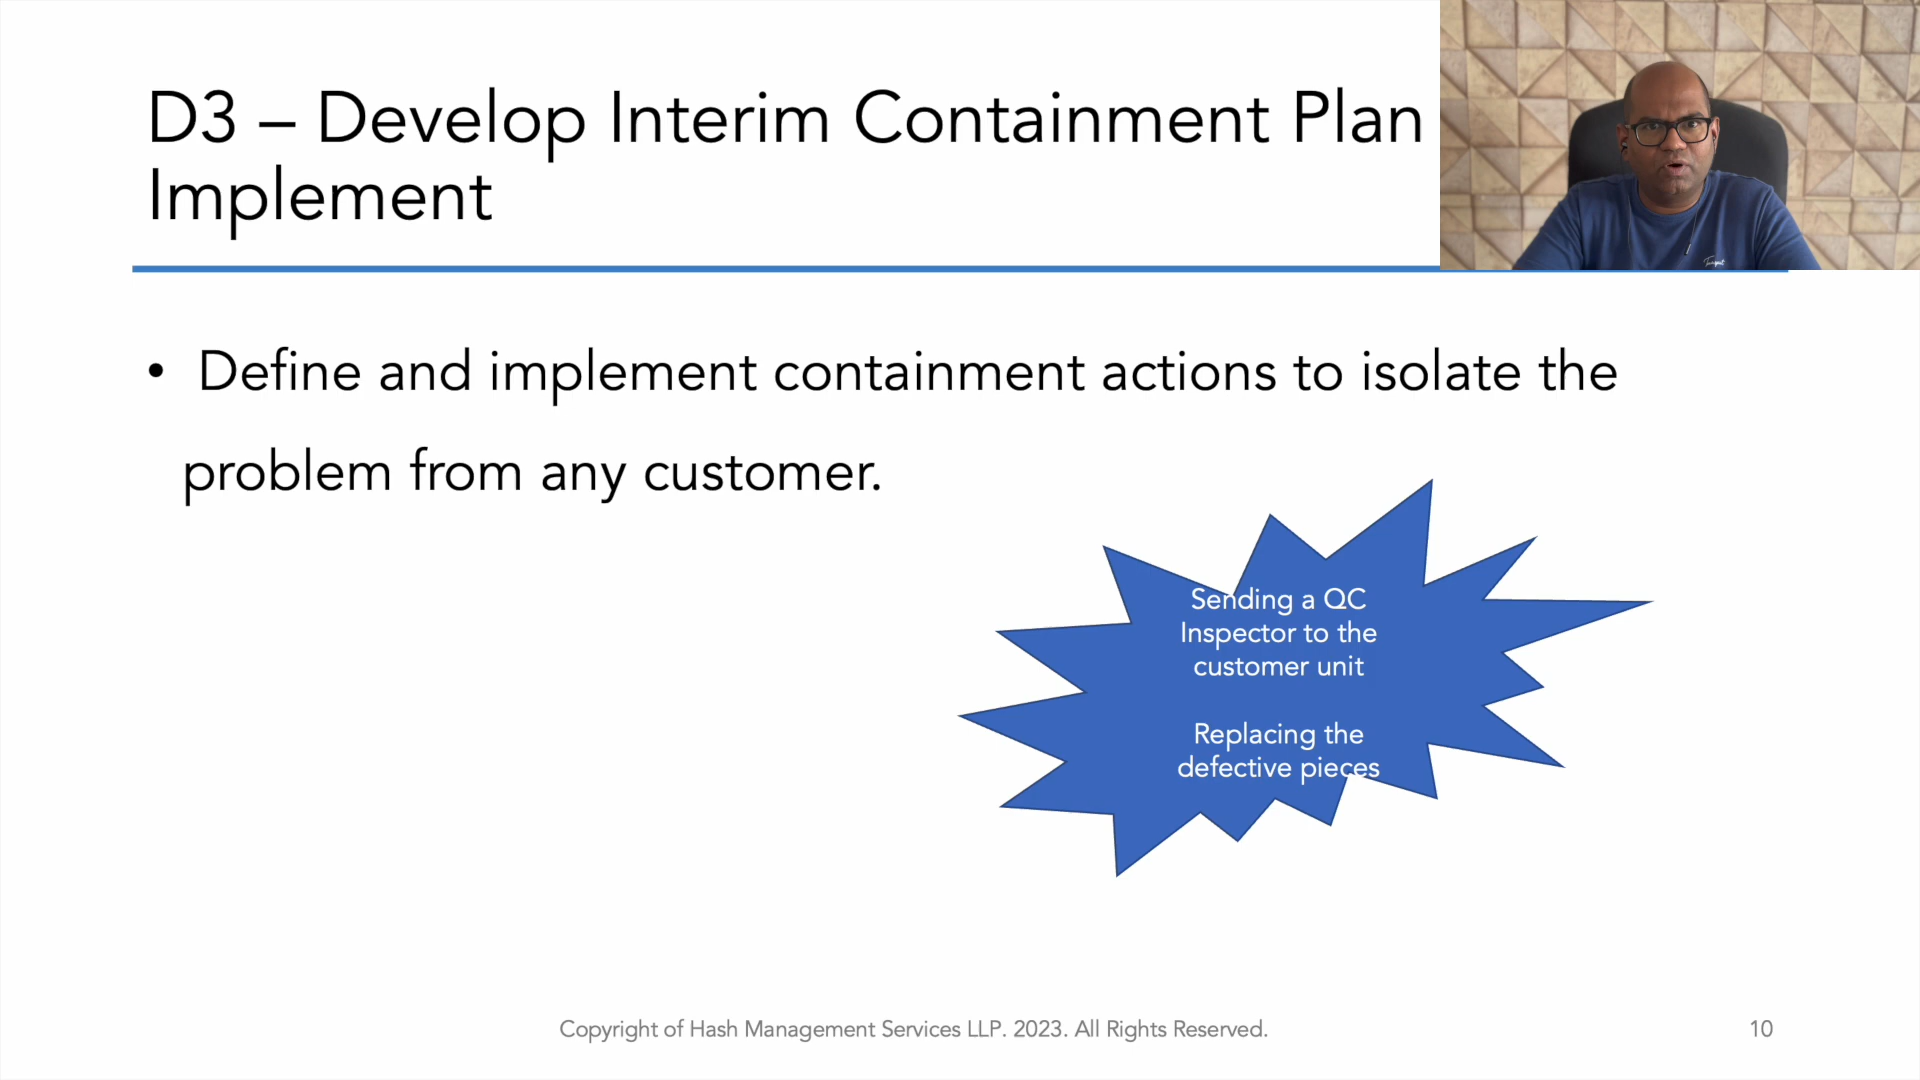 D3 – Develop Interim Containment Plan
Implement
• Define and implement containment actions to isolate the
problem from any customer.
Sending a QC
Inspector to the
customer unit
Replacing the
defective pieces
Copyright of Hash Management Services LLP. 2023. All Rights Reserved.
10